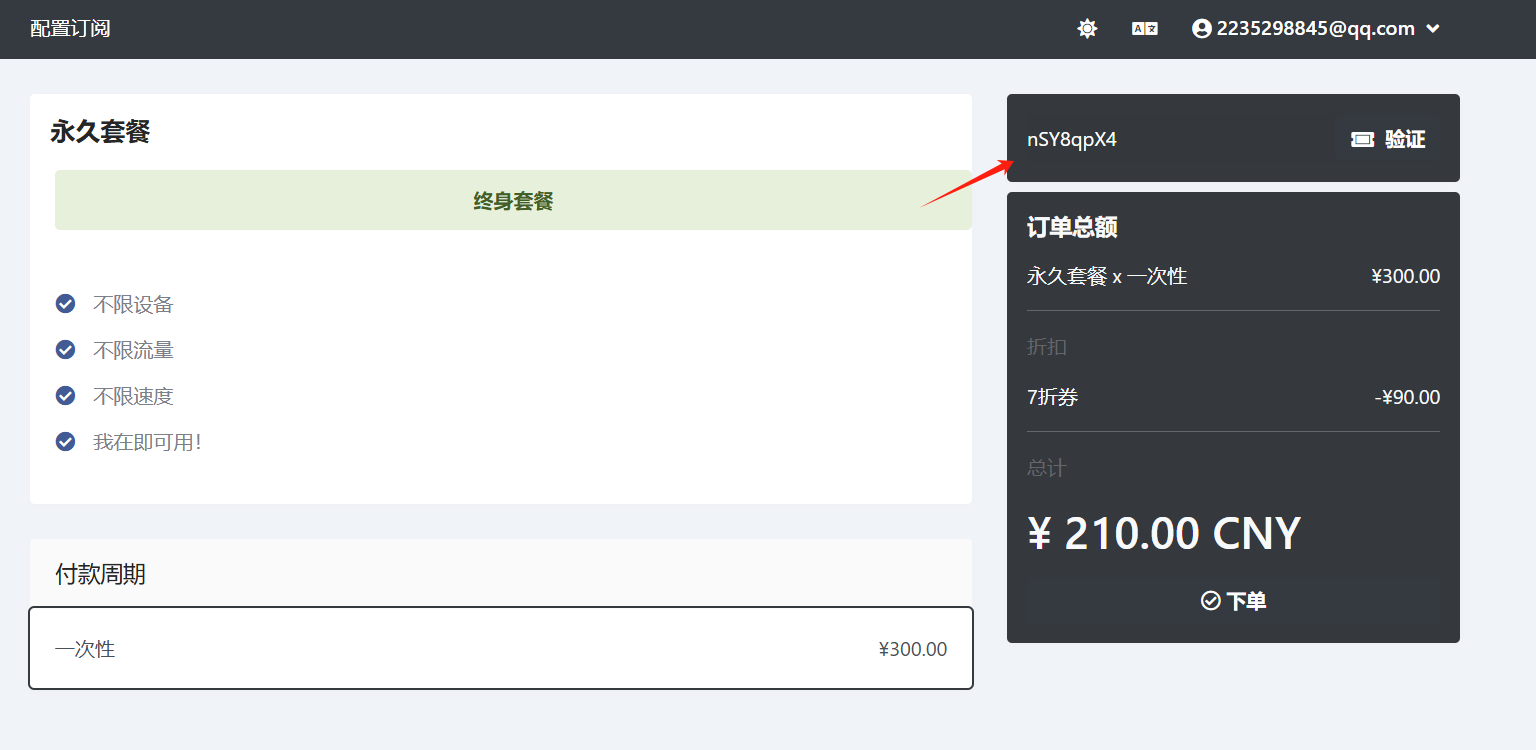 配置订阅
2235298845@qq.com
永久套餐
终身套餐
不限设备
不限流量
不限速度
我在即可用！
付款周期
一次性 ¥300.00
nSY8qpX4 验证
订单总额
永久套餐 x 一次性 ¥300.00
折扣
7折券 -¥90.00
总计
¥ 210.00 CNY
下单